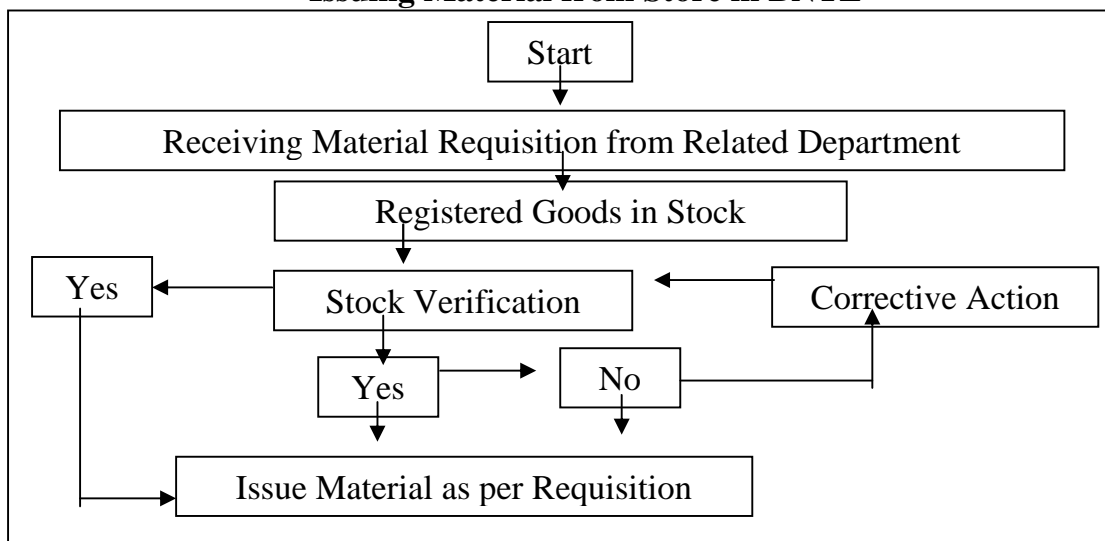 Issuing Material from Store in
Start
Receiving Material Requisition from Related Department
Registered Goods in Stock
Yes
Stock Verification
Corrective Action
Yes
No
Issue Material as per Requisition